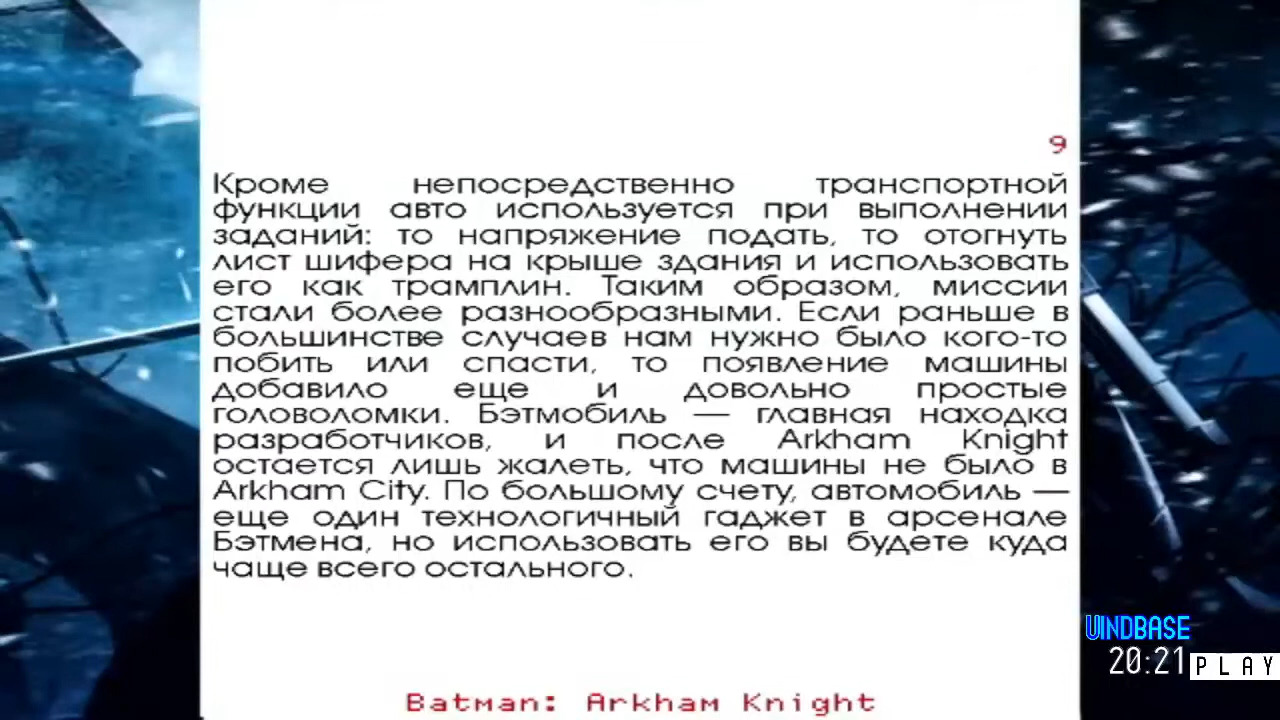 9
Кроме непосредственно транспортной
функции авто используется при выполнении
заданий: то напряжение подать, то отогнуть
лист шифера на крыше здания и использовать
его как трамплин. Таким образом, миссии
стали более разнообразными. Если раньше в
большинстве случаев нам нужно было кого-то
побить или спасти, то появление машины
добавило еще и довольно простые
головоломки. Бэтмобиль — главная находка
разработчиков, и после Arkham Knight
остается лишь жалеть, что машины не было в
Arkham City. По большому счету, автомобиль —
еще один технологичный гаджет в арсенале
Бэтмена, но использовать его вы будете куда
чаще всего остального.
UINDBASE
20:21 PLAY
Batman: Arkham Knight